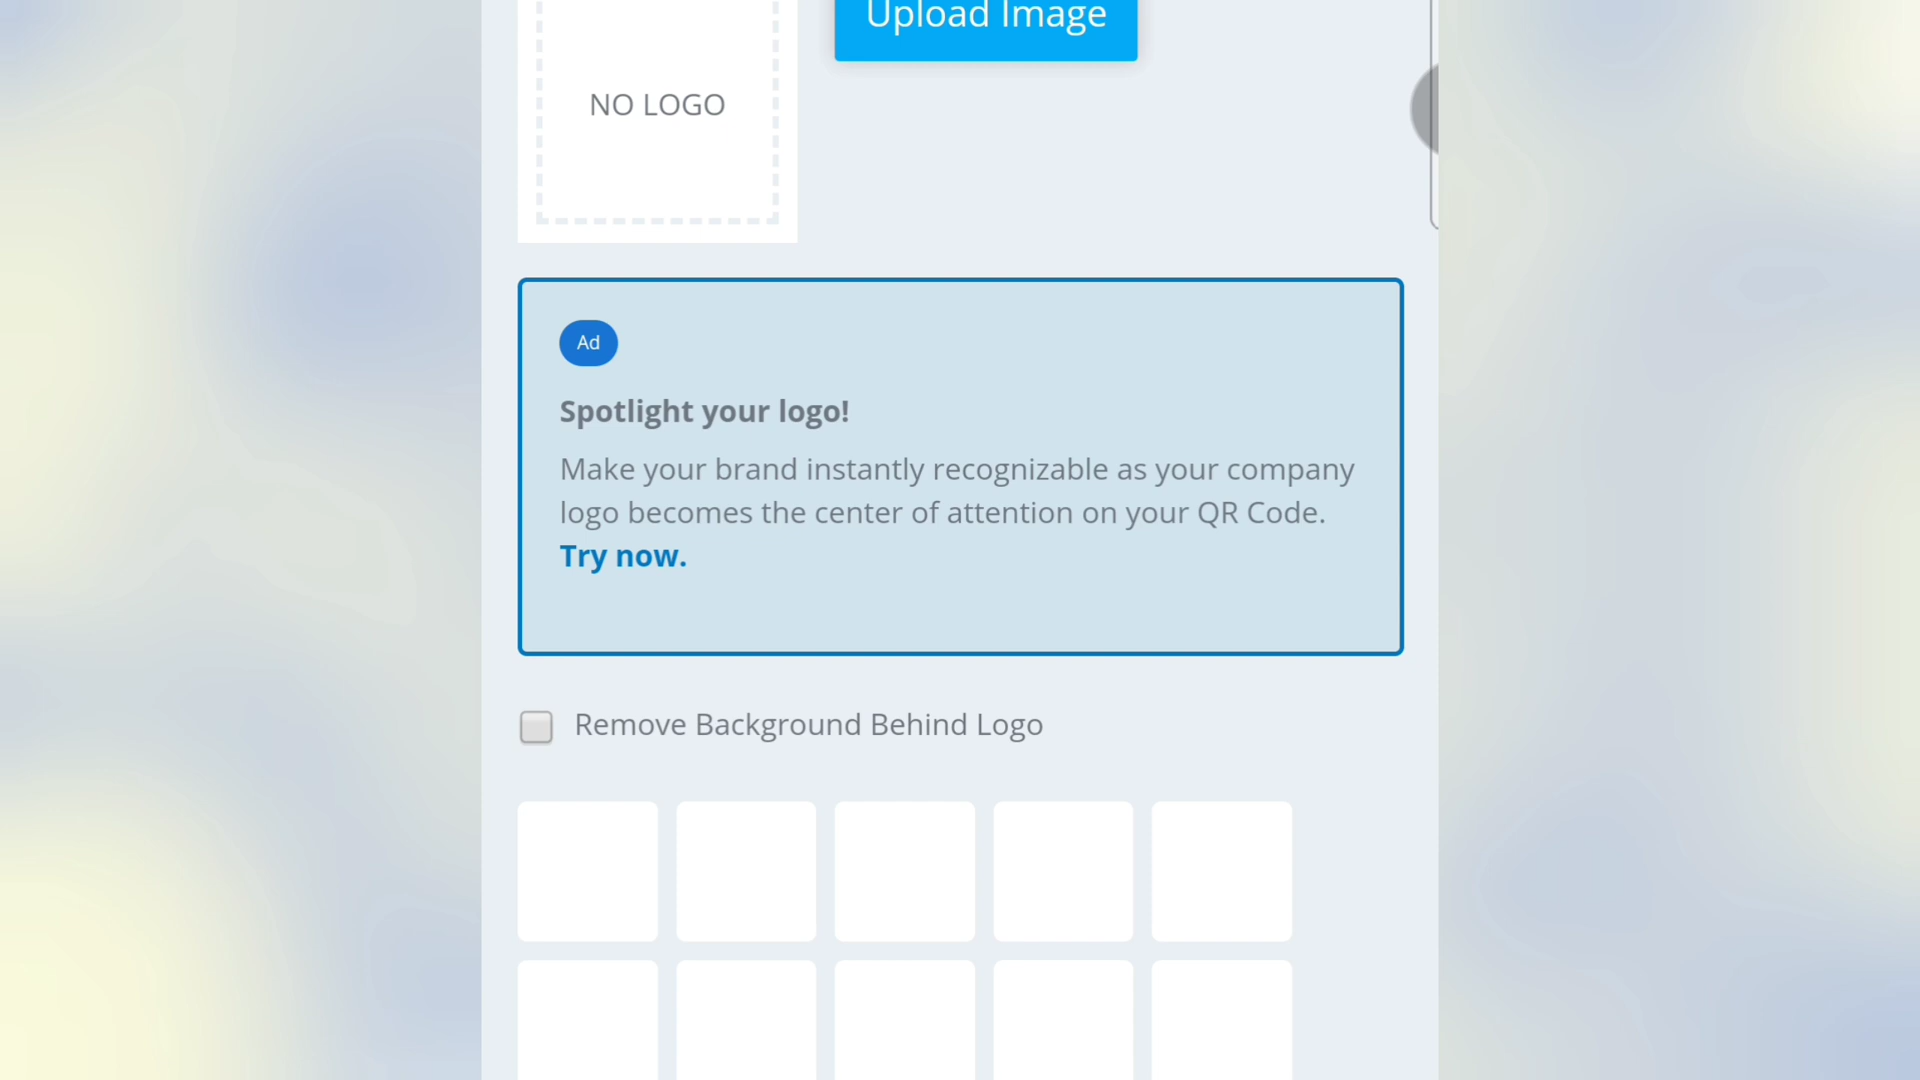 Upload Image
NO LOGO
Ad
Spotlight your logo!
Make your brand instantly recognizable as your company
logo becomes the center of attention on your QR Code.
Try now.
Remove Background Behind Logo